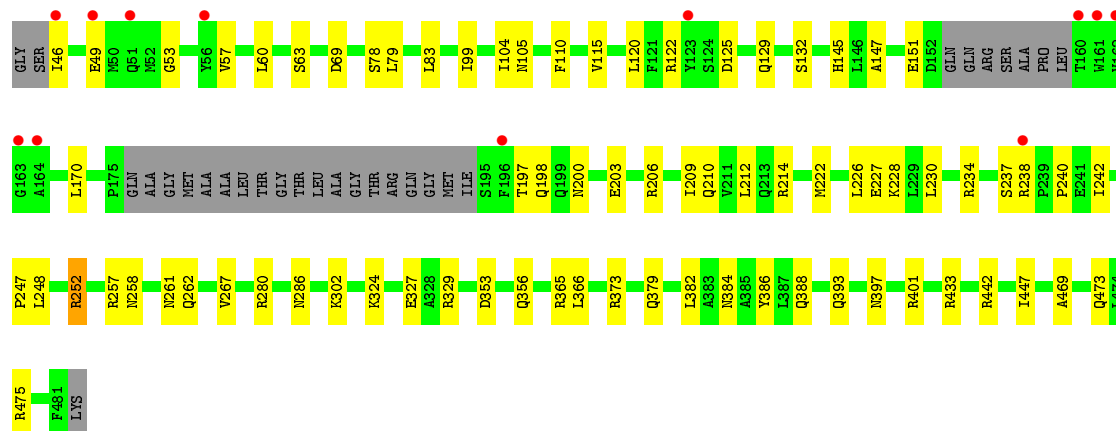 GLY SER I46 E49 M50 Q51 M52 G53 Y56 V57 L60 S63 D69 S78 L79 L83 I99 I104 N105 F110 V115 L120 F121 R122 Y123 S124 D125 Q129 S132 H145 L146 A147 E151 D152 GLN GLN ARG SER ALA PRO LEU T160 W161
G163 A164 L170 P175 GLN ALA GLY MET ALA ALA LEU THR GLY THR LEU ALA GLY THR ARG GLN GLY MET ILE S195 F196 T197 Q198 Q199 N200 E203 R206 I209 Q210 V211 L212 Q213 R214 M222 L226 E227 K228 L229 L230 R234 S237 R238 P239 P240 E241 I242
P247 L248 R252 R257 N258 N261 Q262 V267 R280 N286 K302 K324 E327 A328 R329 D353 Q356 R365 L366 R373 Q379 L382 A383 N384 A385 Y386 L387 Q388 Q393 N397 R401 R433 R442 I447 A469 Q473
R475 F481 LYS